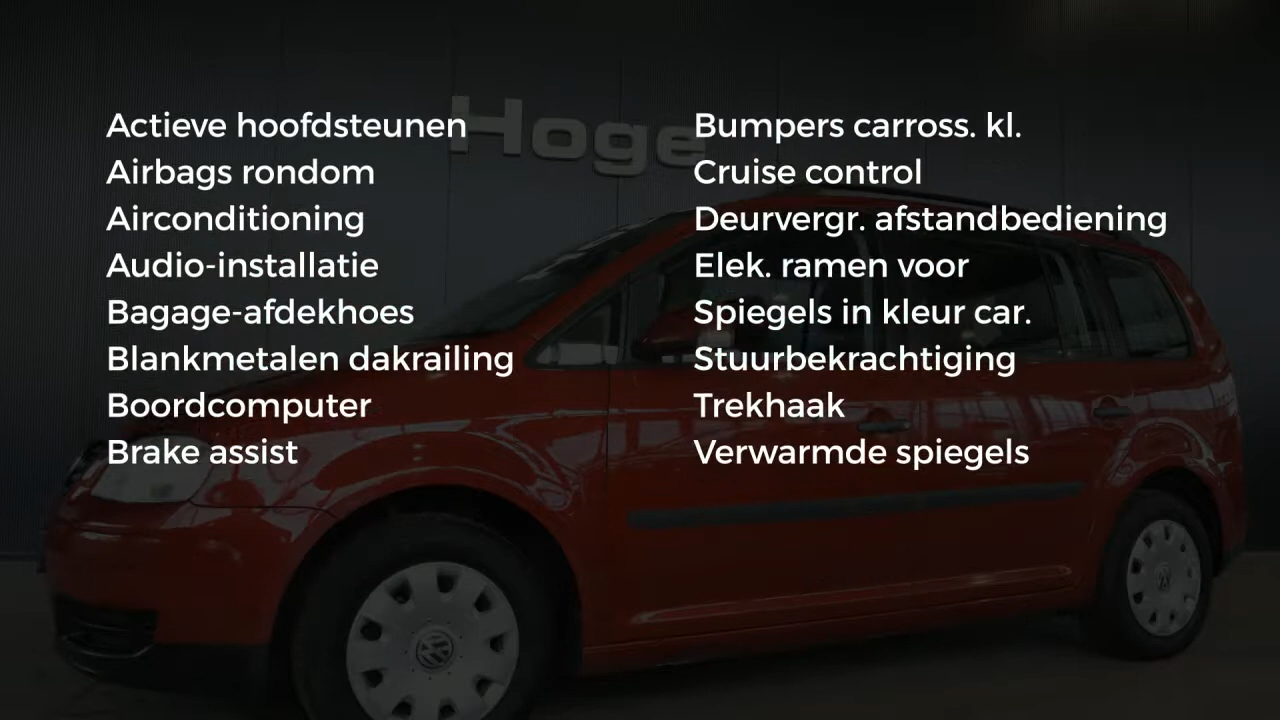 Hoge
Actieve hoofdsteunen
Airbags rondom
Airconditioning
Audio-installatie
Bagage-afdekhoes
Blankmetalen dakrailing
Boordcomputer
Brake assist
Bumpers carross. kl.
Cruise control
Deurvergr. afstandbediening
Elek. ramen voor
Spiegels in kleur car.
Stuurbekrachtiging
Trekhaak
Verwarmde spiegels